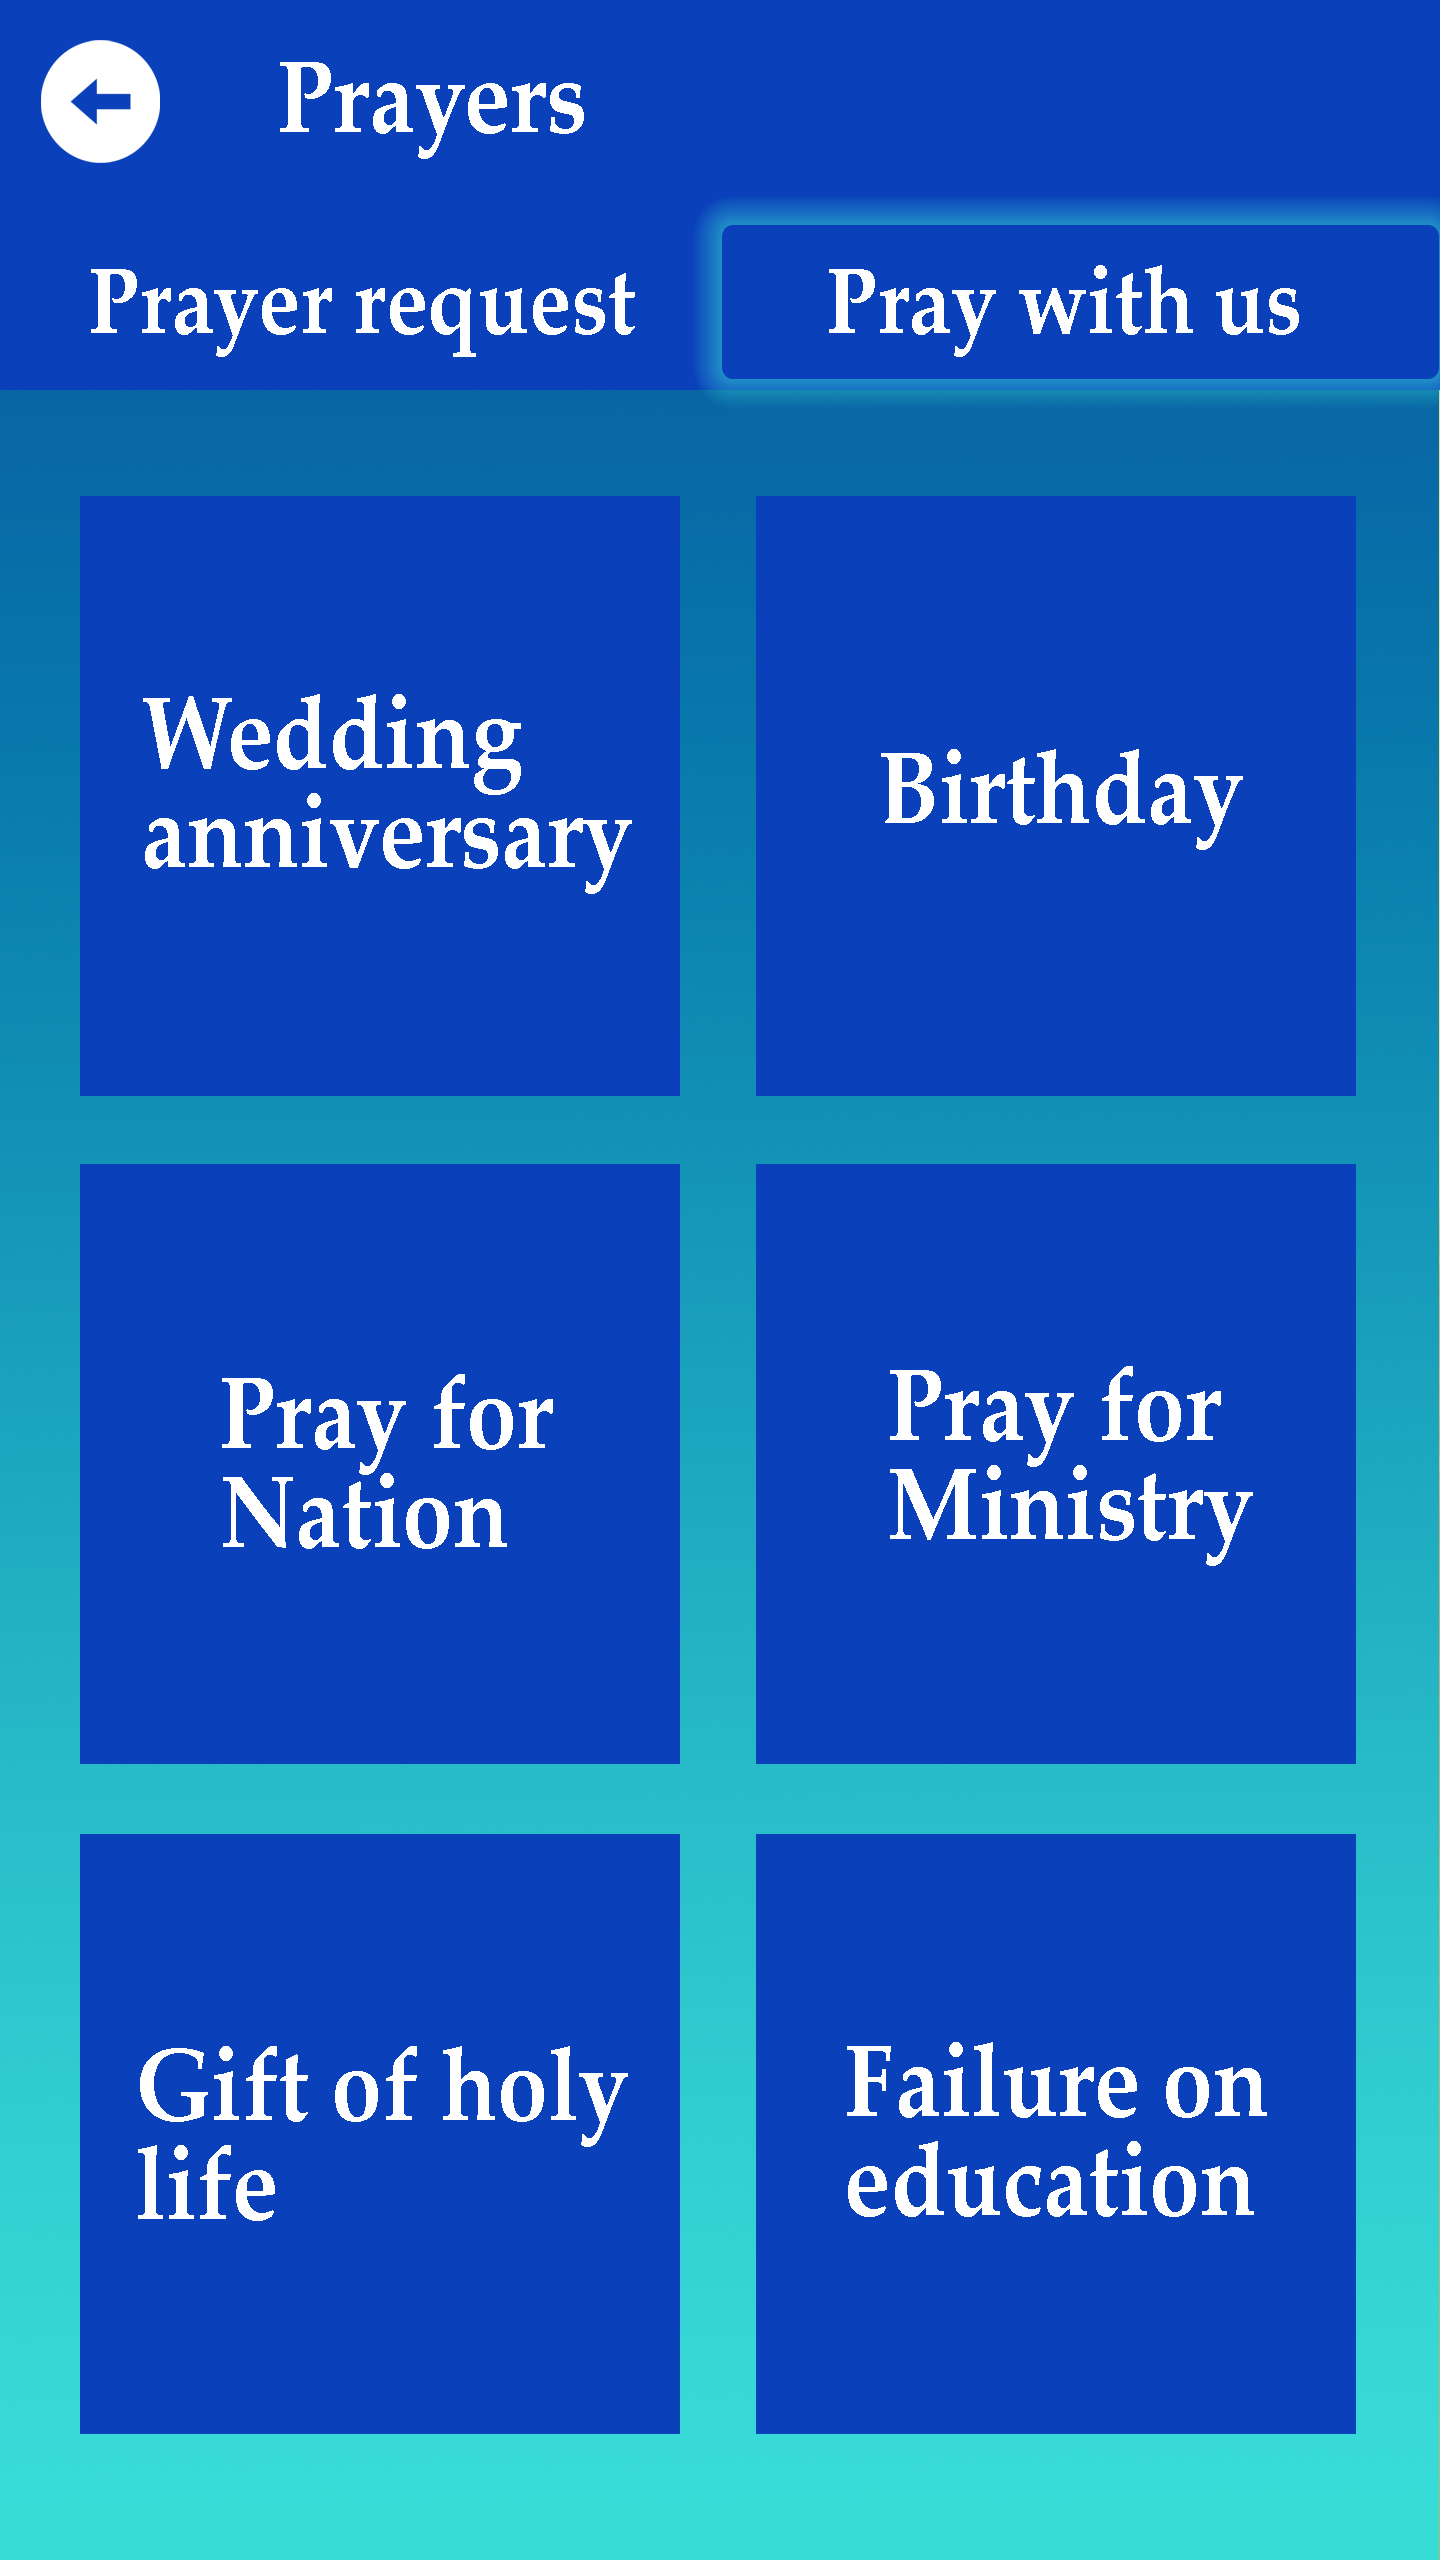 Prayers
Prayer request
Pray with us
Wedding
anniversary
Birthday
Pray for
Nation
Pray for
Ministry
Gift of holy
life
Failure on
education